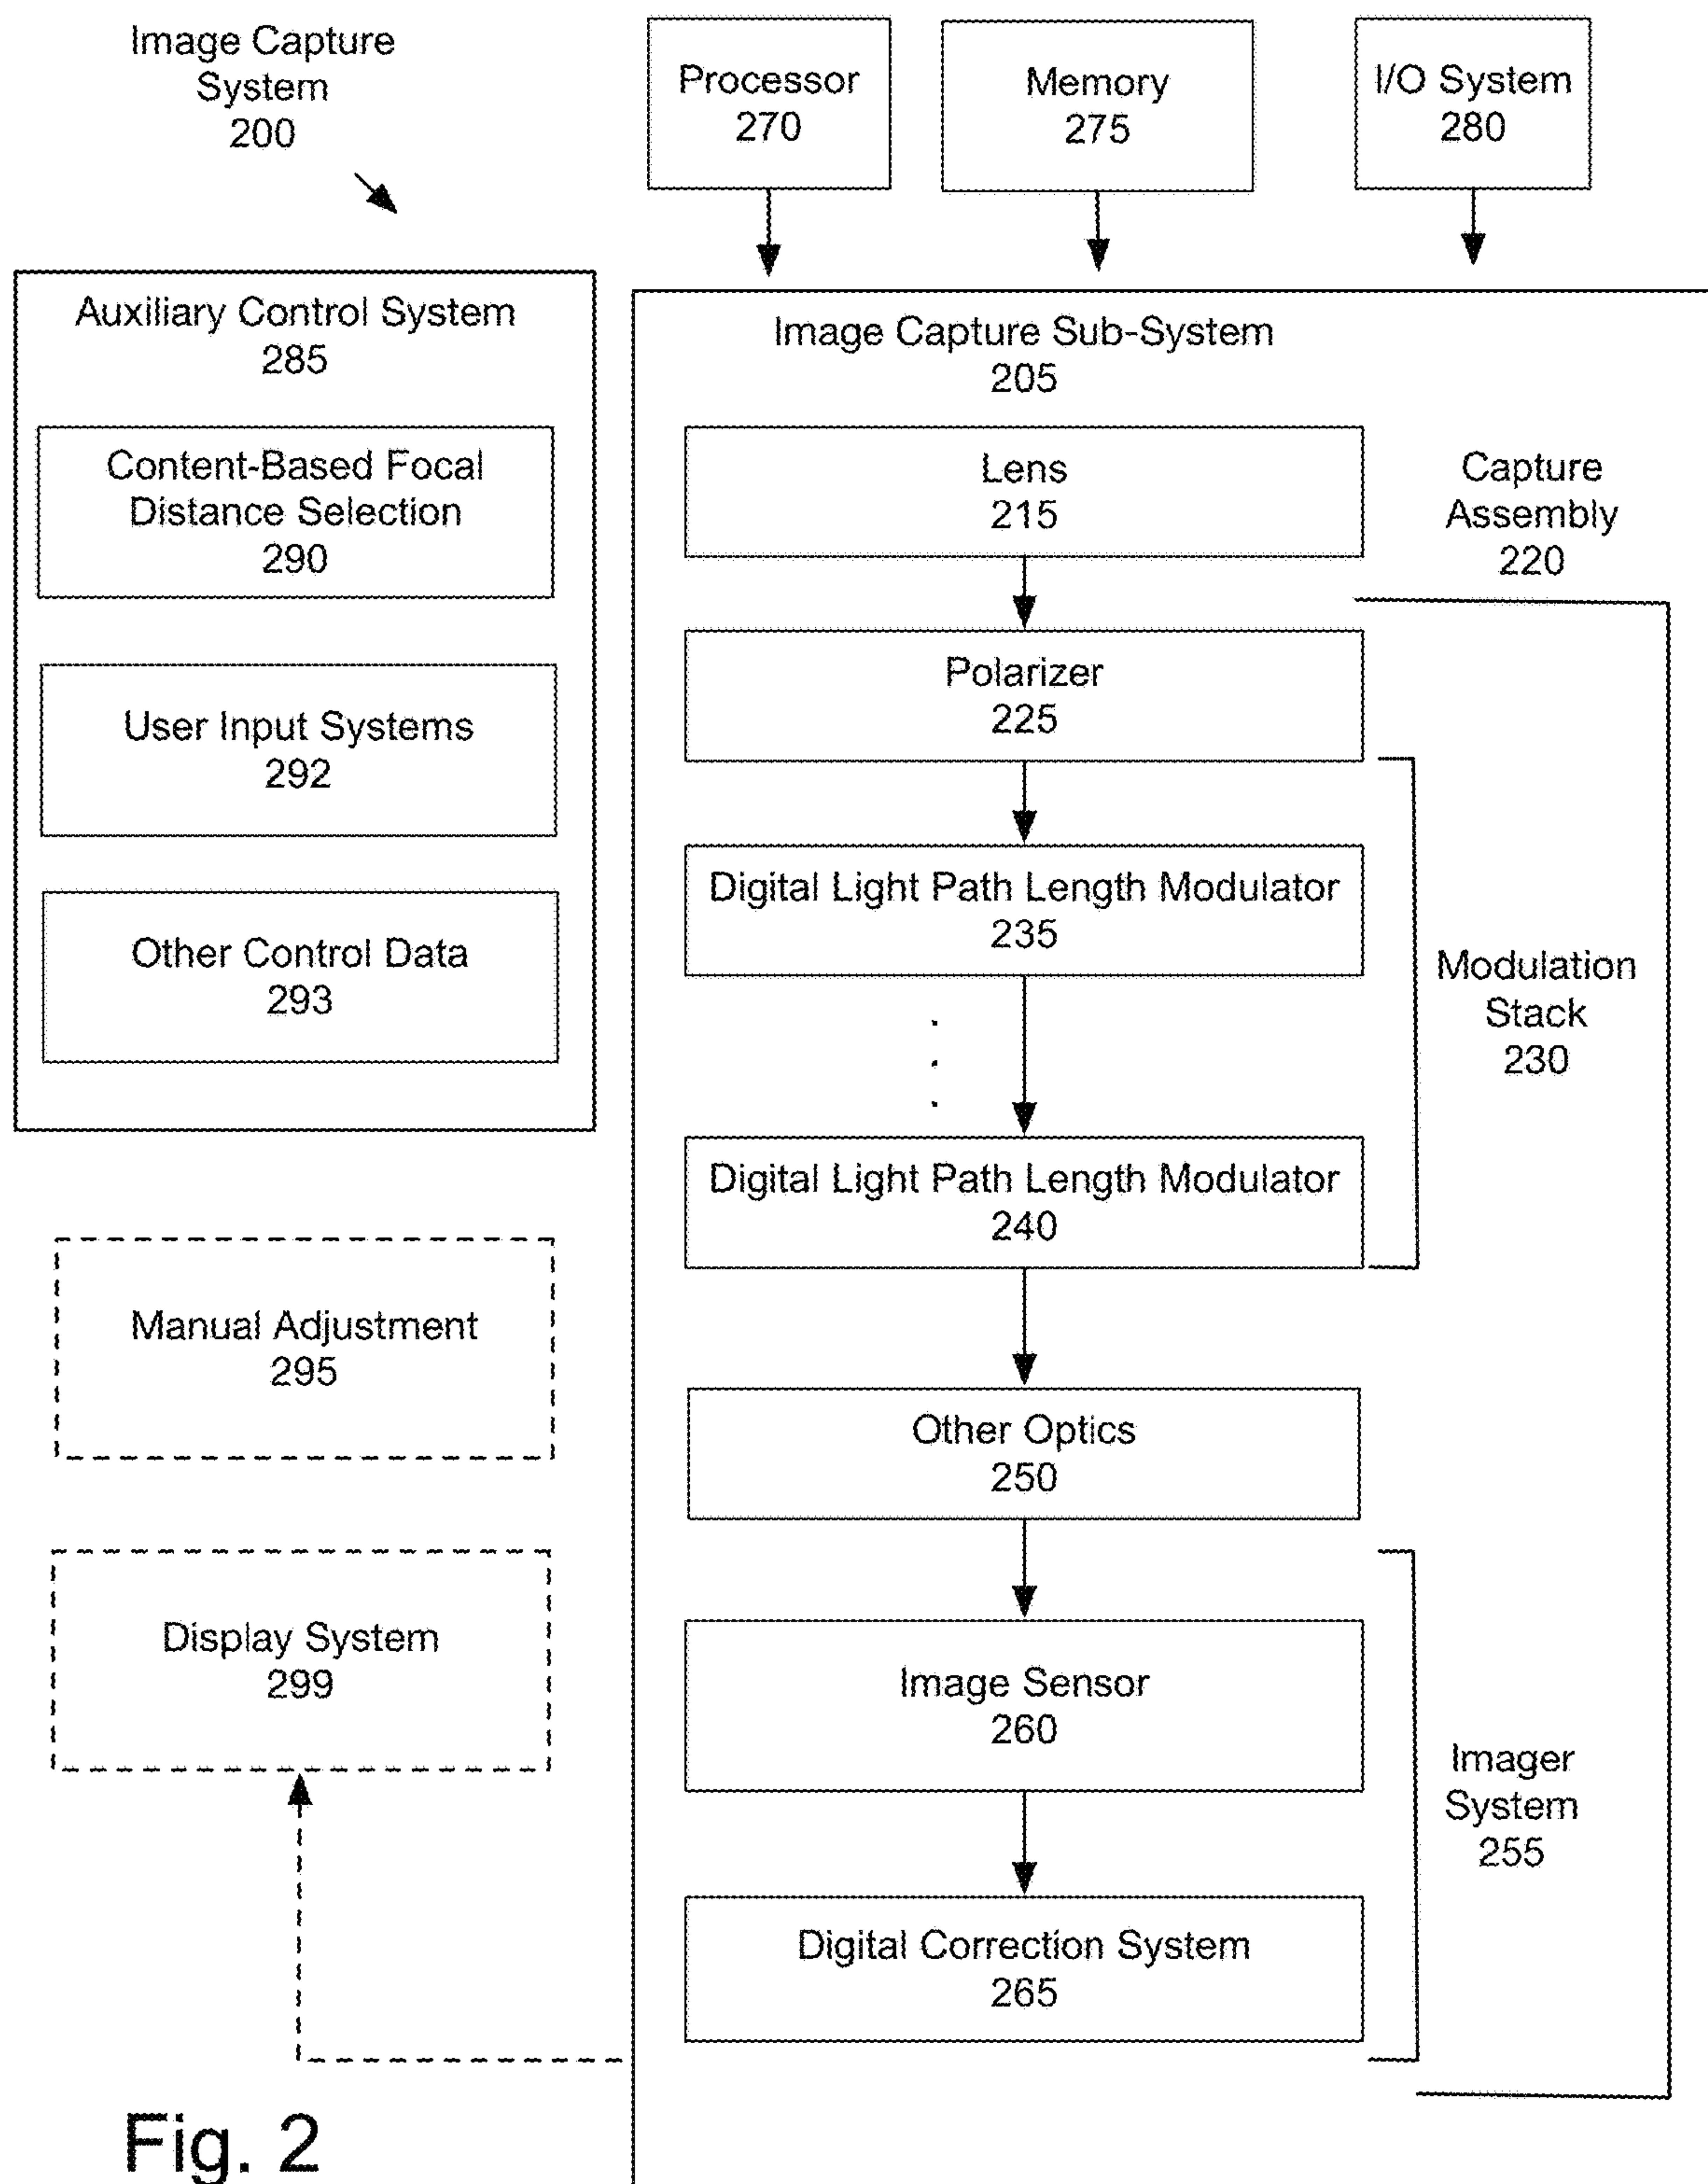 Image Capture
System
200
Processor
270
Memory
275
I/O System
280
Auxiliary Control System
285
Content-Based Focal
Distance Selection
290
User Input Systems
292
Other Control Data
293
Manual Adjustment
295
Display System
299
Image Capture Sub-System
205
Lens
215
Capture
Assembly
220
Polarizer
225
Digital Light Path Length Modulator
235
.
.
.
Digital Light Path Length Modulator
240
Modulation
Stack
230
Other Optics
250
Image Sensor
260
Digital Correction System
265
Imager
System
255
Fig. 2